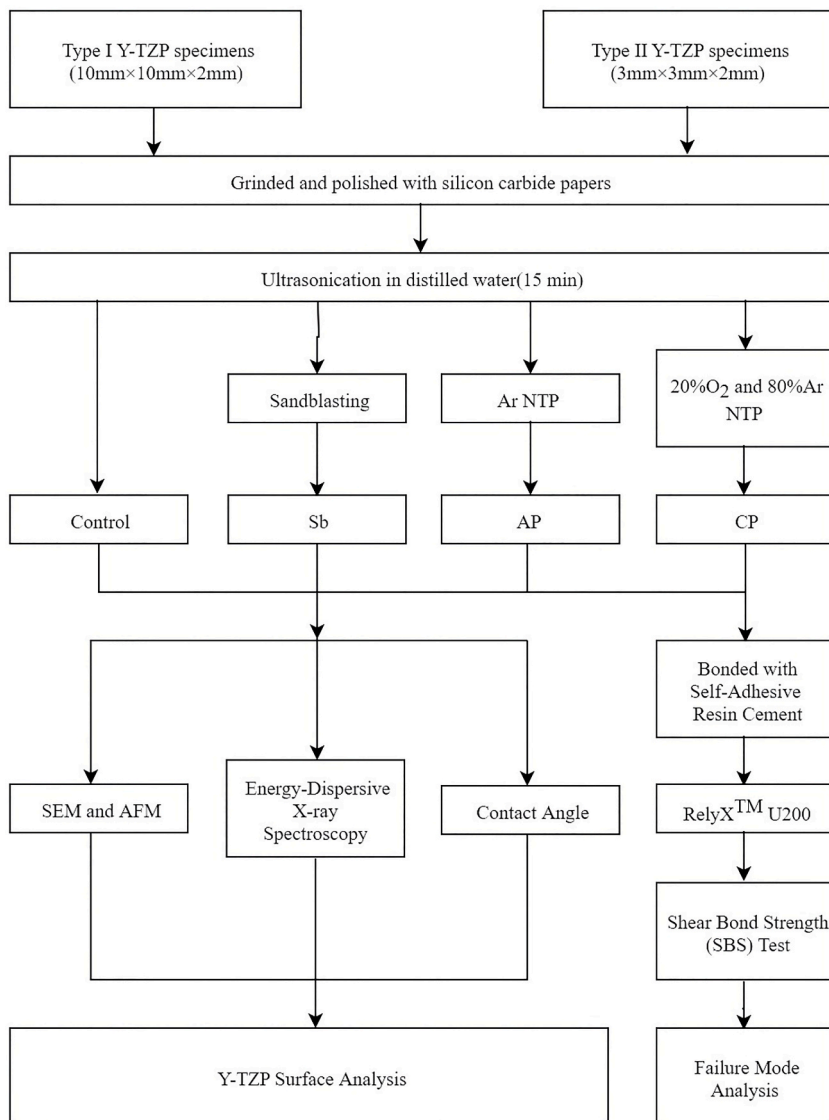 Type I Y-TZP specimens
(10mm×10mm×2mm)
Type II Y-TZP specimens
(3mm×3mm×2mm)
Grinded and polished with silicon carbide papers
Ultrasonication in distilled water(15 min)
Sandblasting
Ar NTP
20%O2 and 80%Ar
NTP
Control
Sb
AP
CP
Bonded with
Self-Adhesive
Resin Cement
SEM and AFM
Energy-Dispersive
X-ray
Spectroscopy
Contact Angle
RelyX™ U200
Shear Bond Strength
(SBS) Test
Y-TZP Surface Analysis
Failure Mode
Analysis